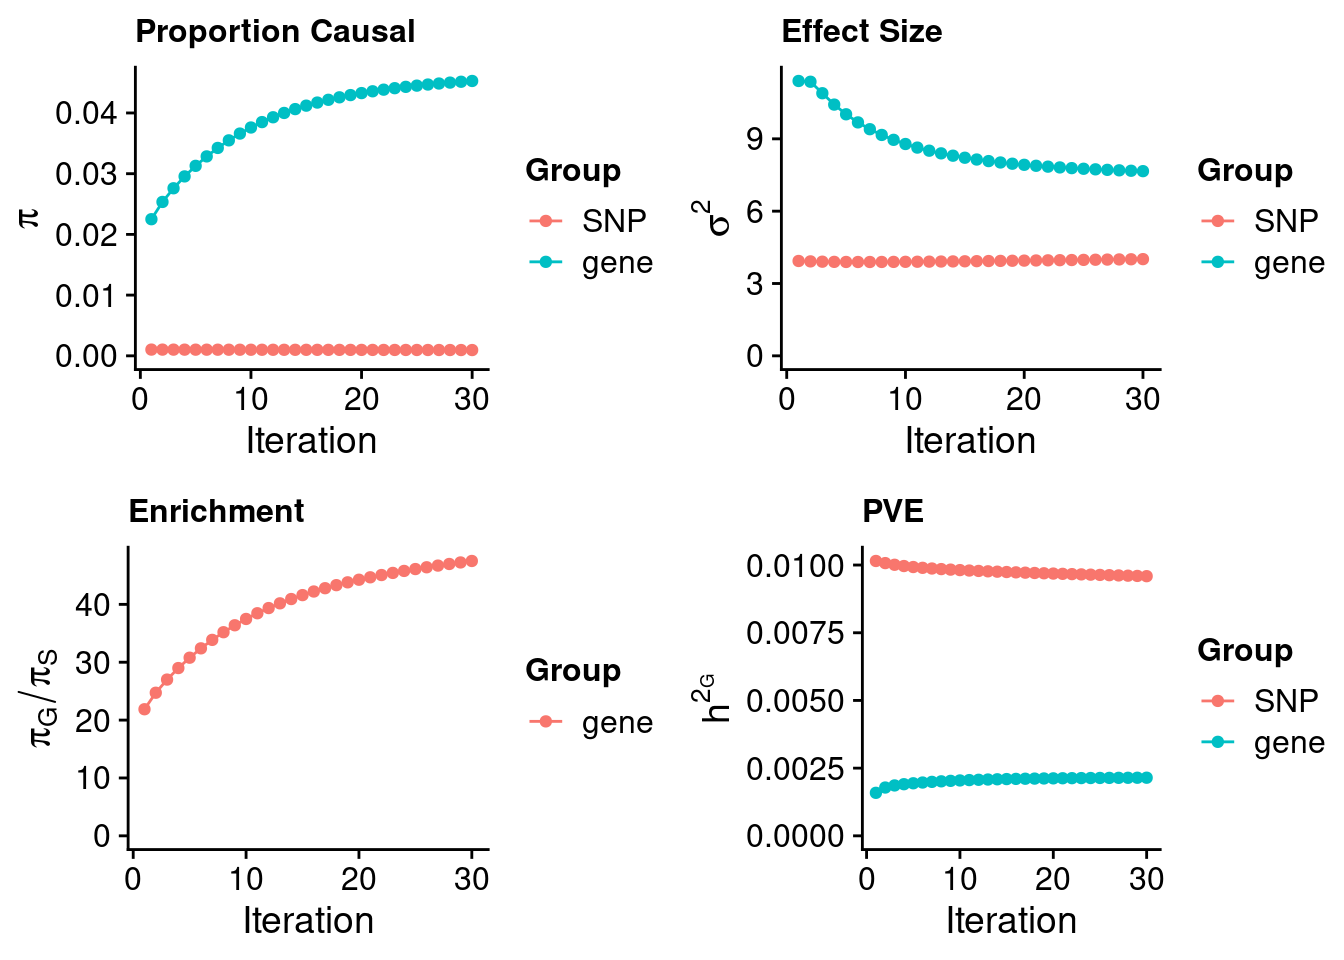 Proportion Causal
π
0.04
0.03
0.02
0.01
0.00
0 10 20 30
Iteration
Group
SNP
gene
Effect Size
σ²
9
6
3
0
0 10 20 30
Iteration
Group
SNP
gene
Enrichment
π_G/π_S
40
30
20
10
0
0 10 20 30
Iteration
Group
gene
PVE
h^2_G
0.0100
0.0075
0.0050
0.0025
0.0000
0 10 20 30
Iteration
Group
SNP
gene